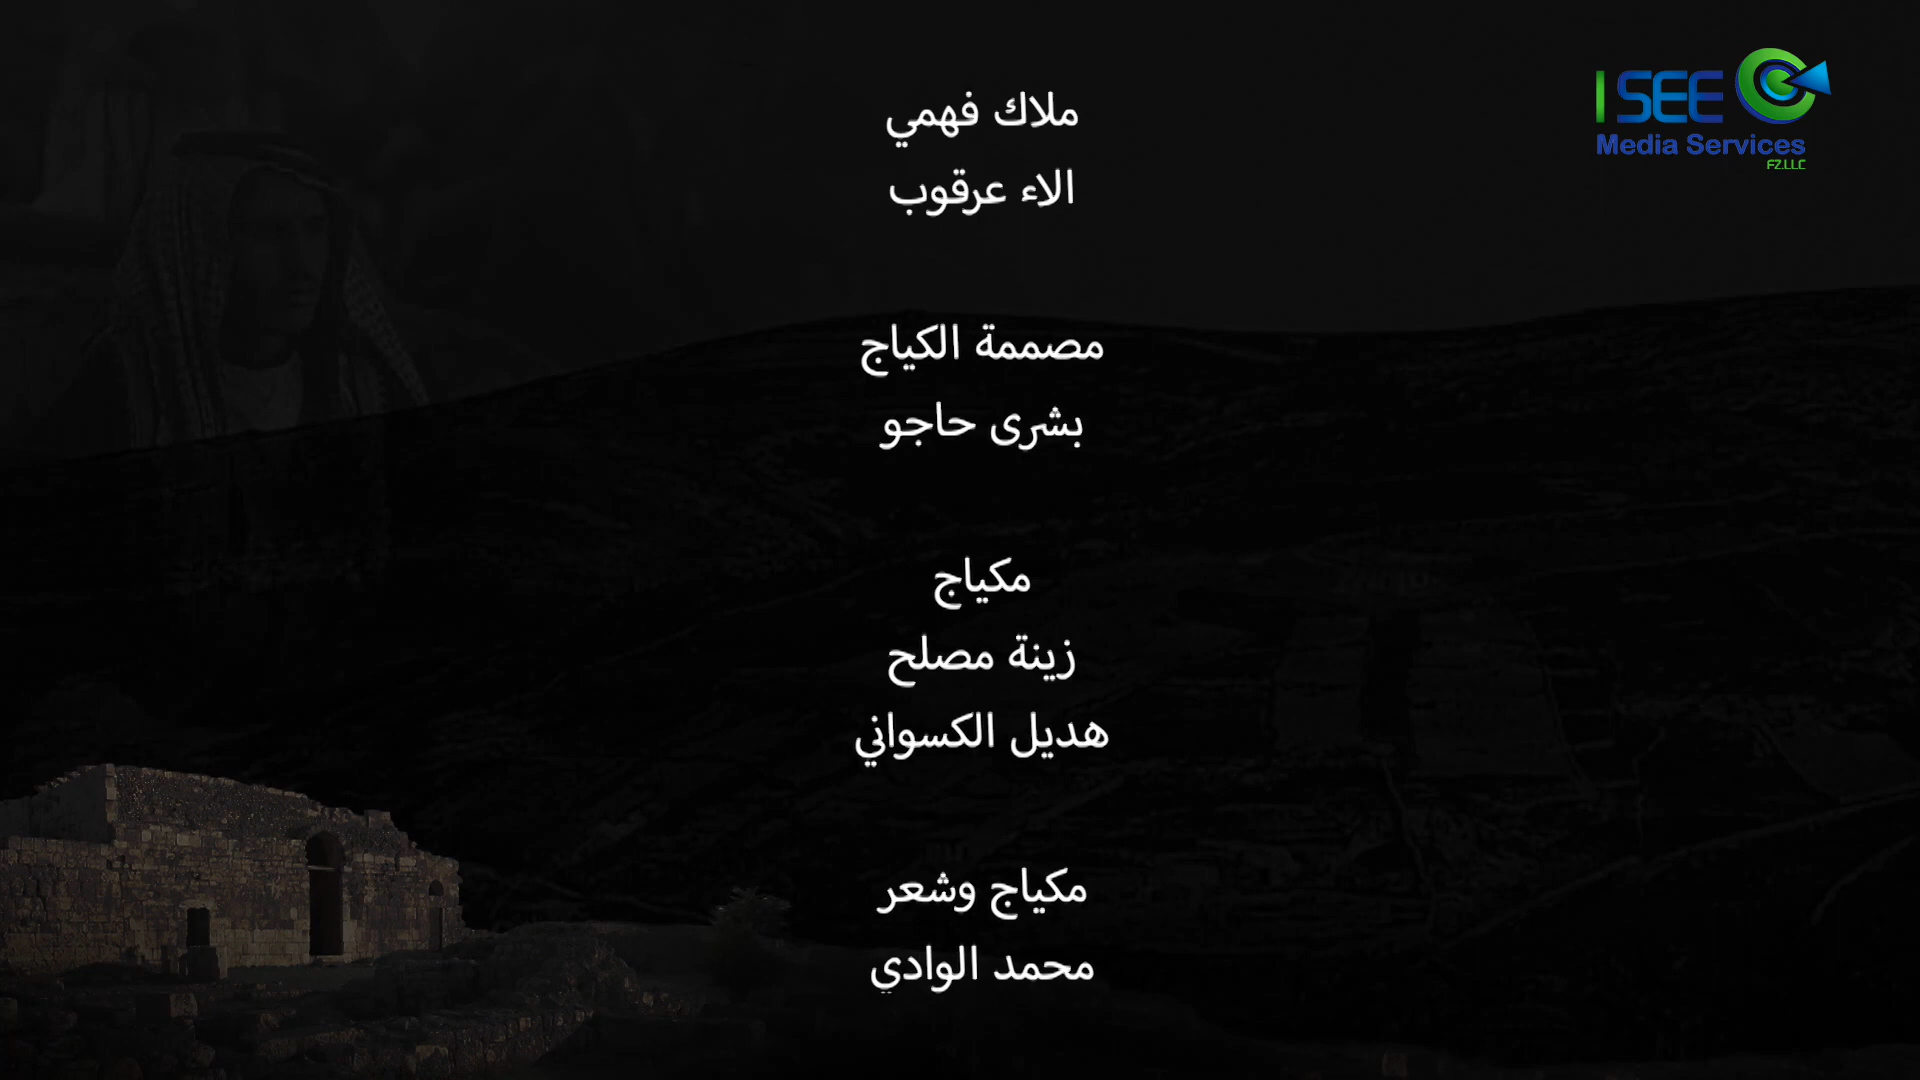 ملاك فهمي
الاء عرقوب
مصممة الكياج
بشرى حاجو
مكياج
زينة مصلح
هديل الكسواني
مكياج وشعر
محمد الوادي
I SEE
Media Services
FZ.LLC